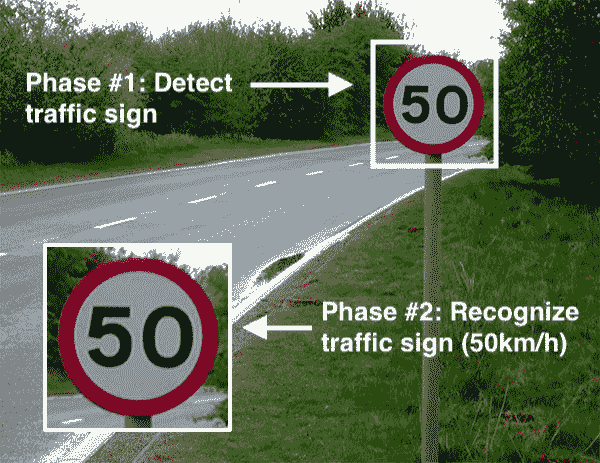 Phase #1: Detect
traffic sign
50
50
Phase #2: Recognize
traffic sign (50km/h)